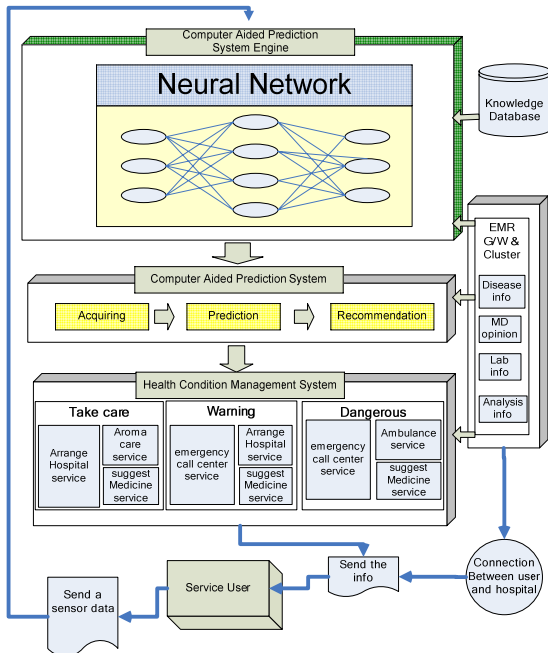 Computer Aided Prediction
System Engine
Neural Network
Knowledge
Database
EMR
G/W &
Cluster
Disease
info
MD
opinion
Lab
info
Analysis
info
Computer Aided Prediction System
Acquiring
Prediction
Recommendation
Health Condition Management System
Take care
Arrange
Hospital
service
Aroma
care
service
suggest
Medicine
service
Warning
emergency
call center
service
Arrange
Hospital
service
suggest
Medicine
service
Dangerous
emergency
call center
service
Ambulance
service
suggest
Medicine
service
Connection
Between user
and hospital
Send the
info
Service User
Send a
sensor data